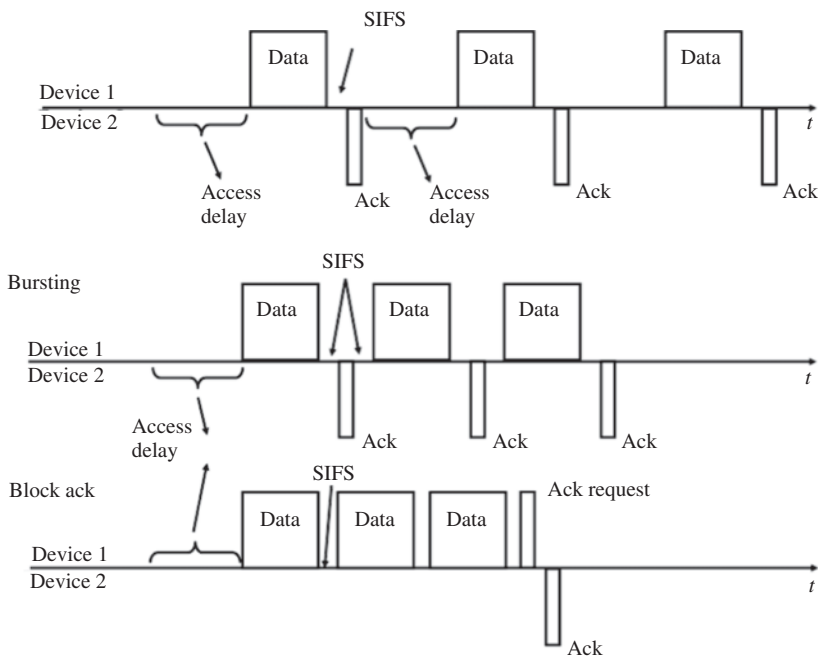 SIFS
Data
Data
Data
Device 1
Device 2
t
Access
delay
Ack
Access
delay
Ack
Ack
Bursting
SIFS
Data
Data
Data
Device 1
Device 2
t
Access
delay
Ack
Ack
Ack
Block ack
SIFS
Data
Data
Data
Ack request
Device 1
Device 2
t
Ack